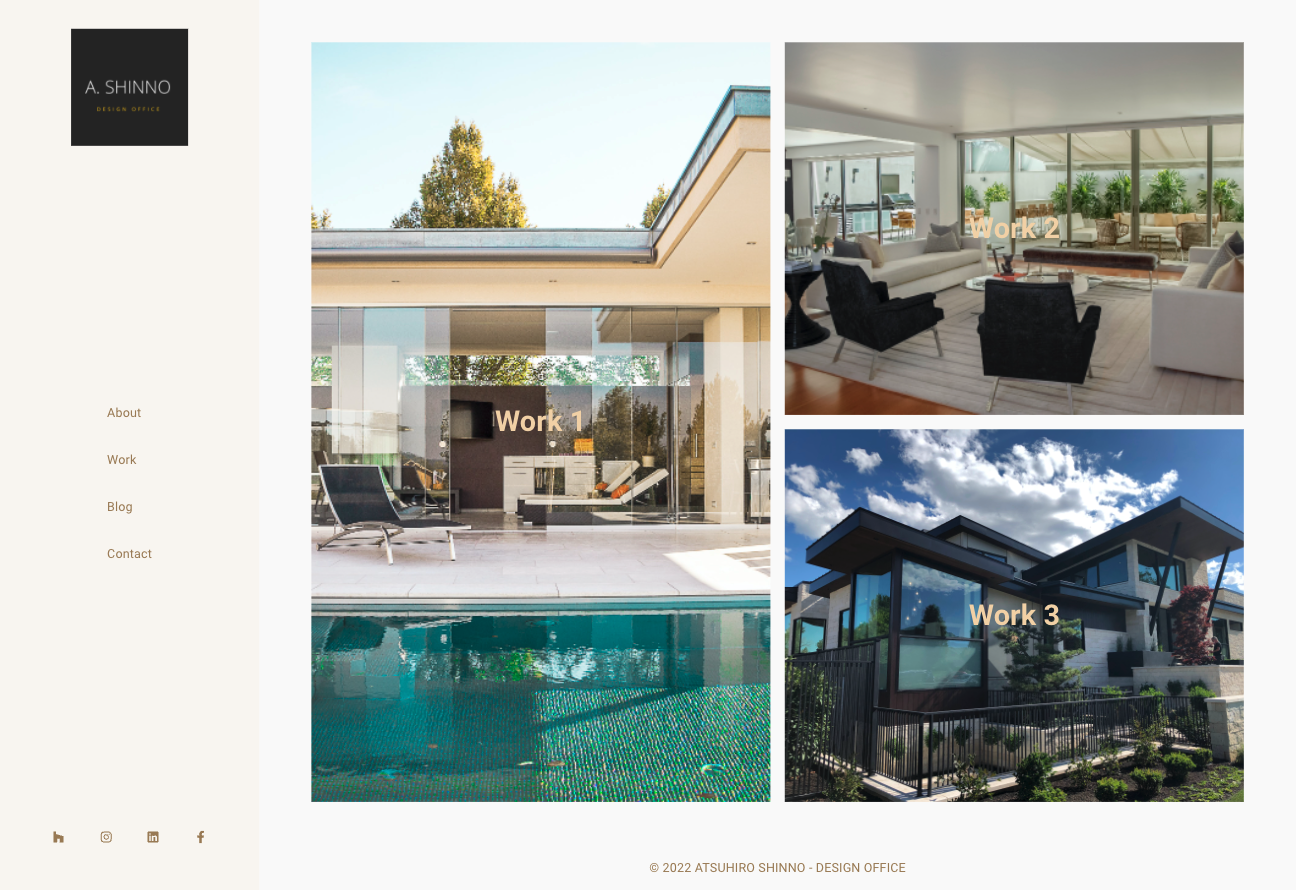 A. SHINNO
DESIGN OFFICE
About
Work
Blog
Contact
Work 1
Work 2
Work 3
© 2022 ATSUHIRO SHINNO - DESIGN OFFICE